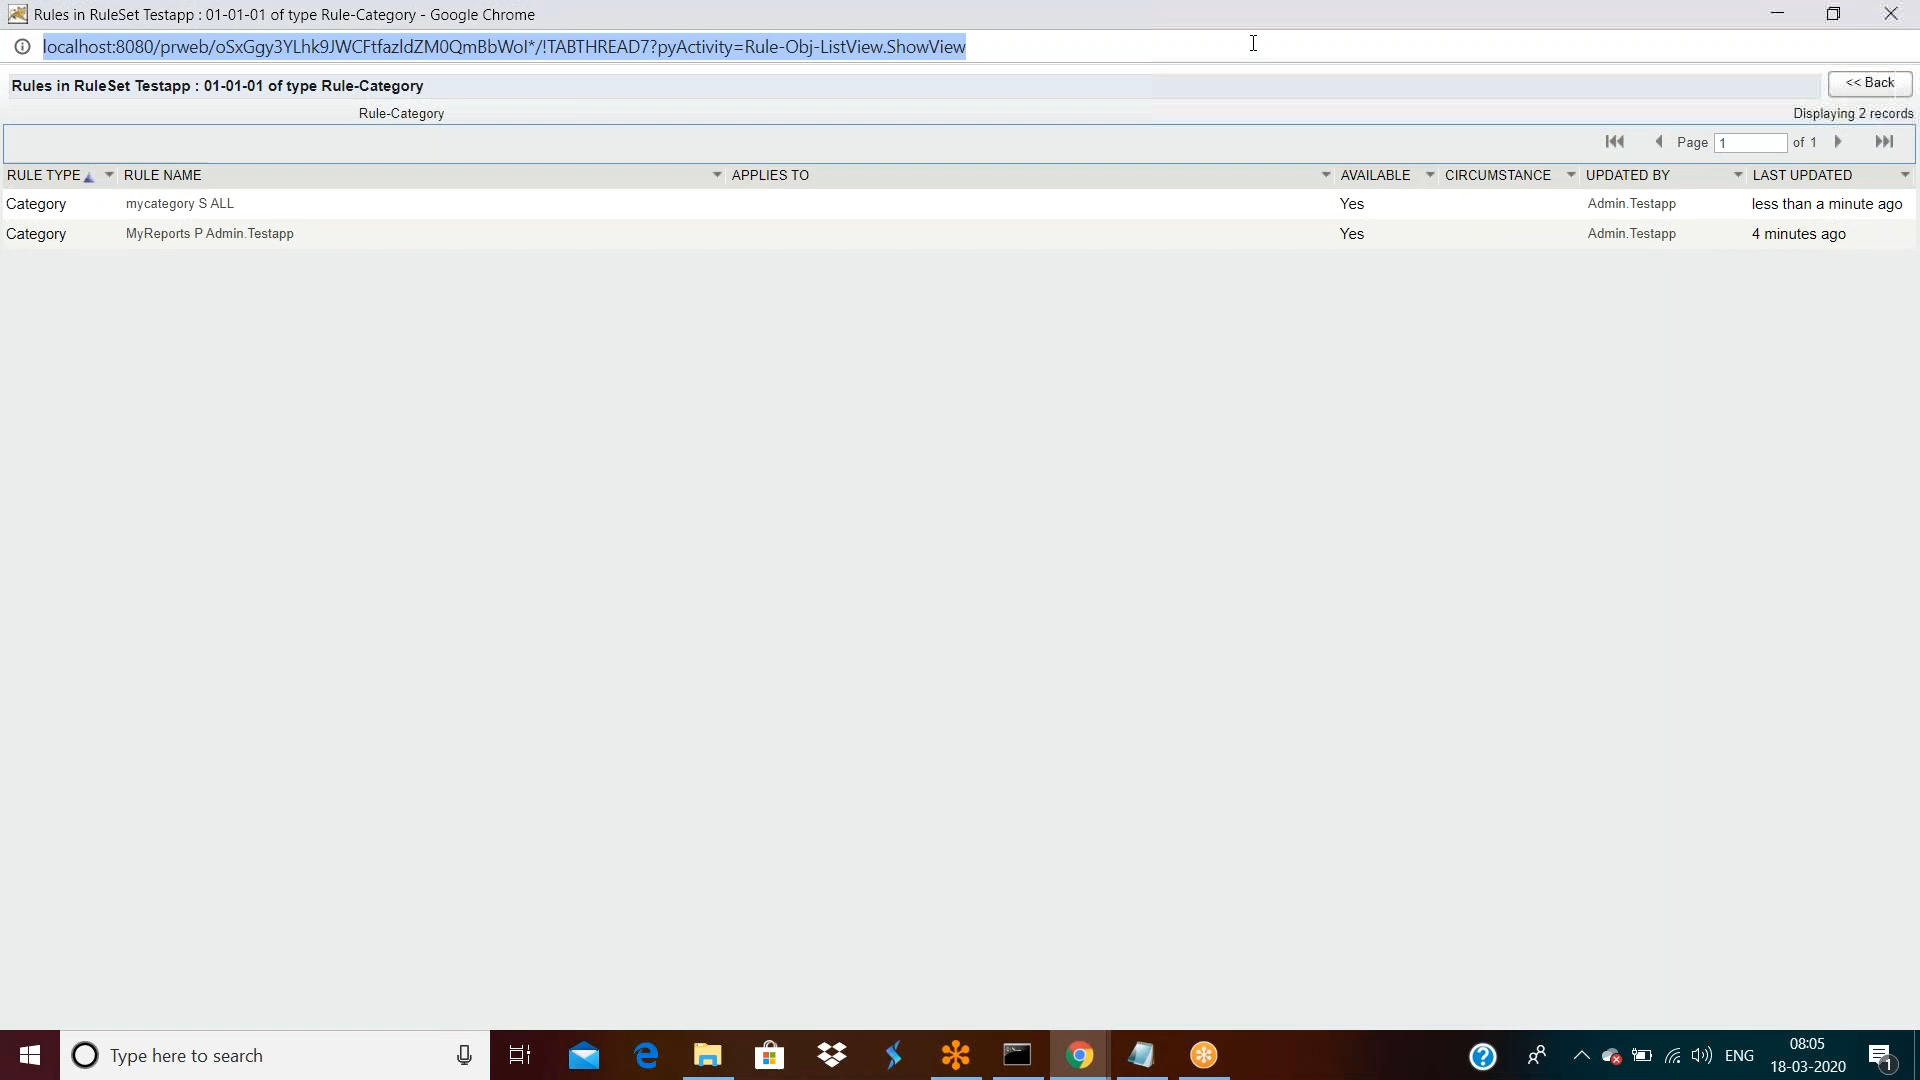 Rules in RuleSet Testapp : 01-01-01 of type Rule-Category - Google Chrome
localhost:8080/prweb/oSxGgy3YLhk9JWCFtfazldZM0QmBbWoI*/!TABTHREAD7?pyActivity=Rule-Obj-ListView.ShowView
Rules in RuleSet Testapp : 01-01-01 of type Rule-Category << Back
Rule-Category Displaying 2 records
Page 1 of 1
RULE TYPE RULE NAME APPLIES TO AVAILABLE CIRCUMSTANCE UPDATED BY LAST UPDATED
Category mycategory S ALL Yes Admin.Testapp less than a minute ago
Category MyReports P Admin.Testapp Yes Admin.Testapp 4 minutes ago
Type here to search ENG 08:05
18-03-2020 1